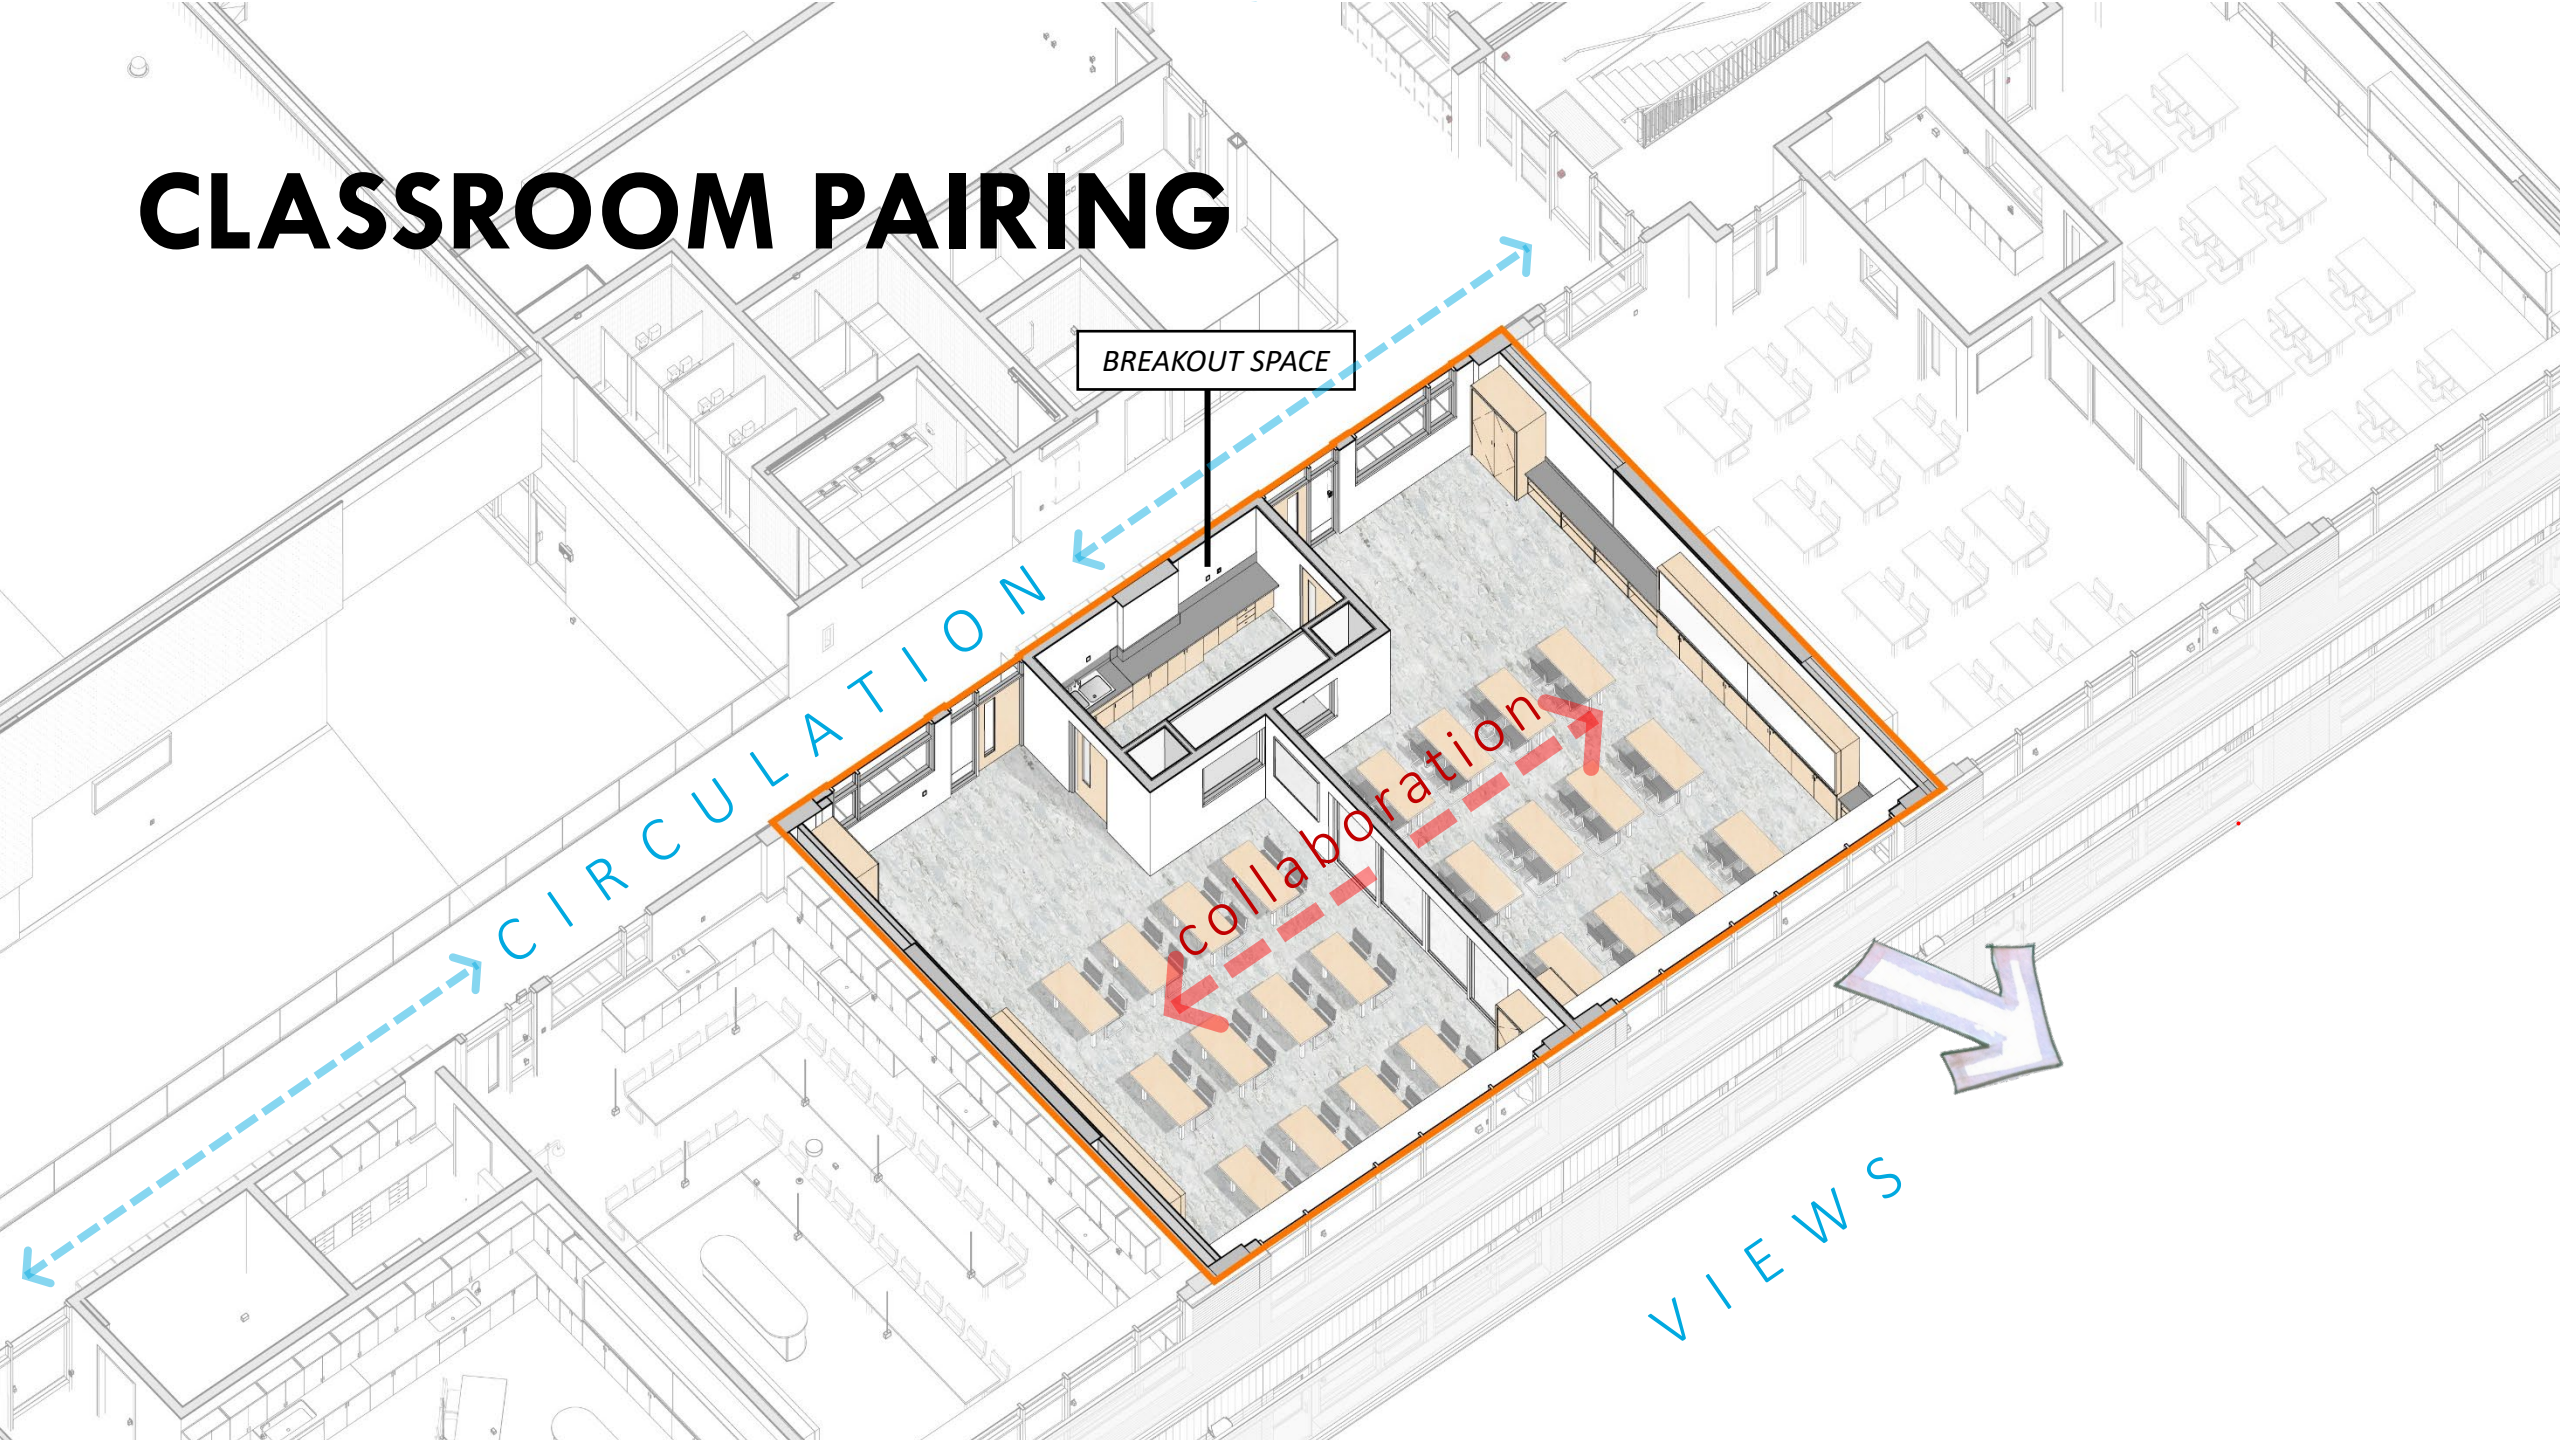 CLASSROOM PAIRING
BREAKOUT SPACE
CIRCULATION
collaboration
VIEWS